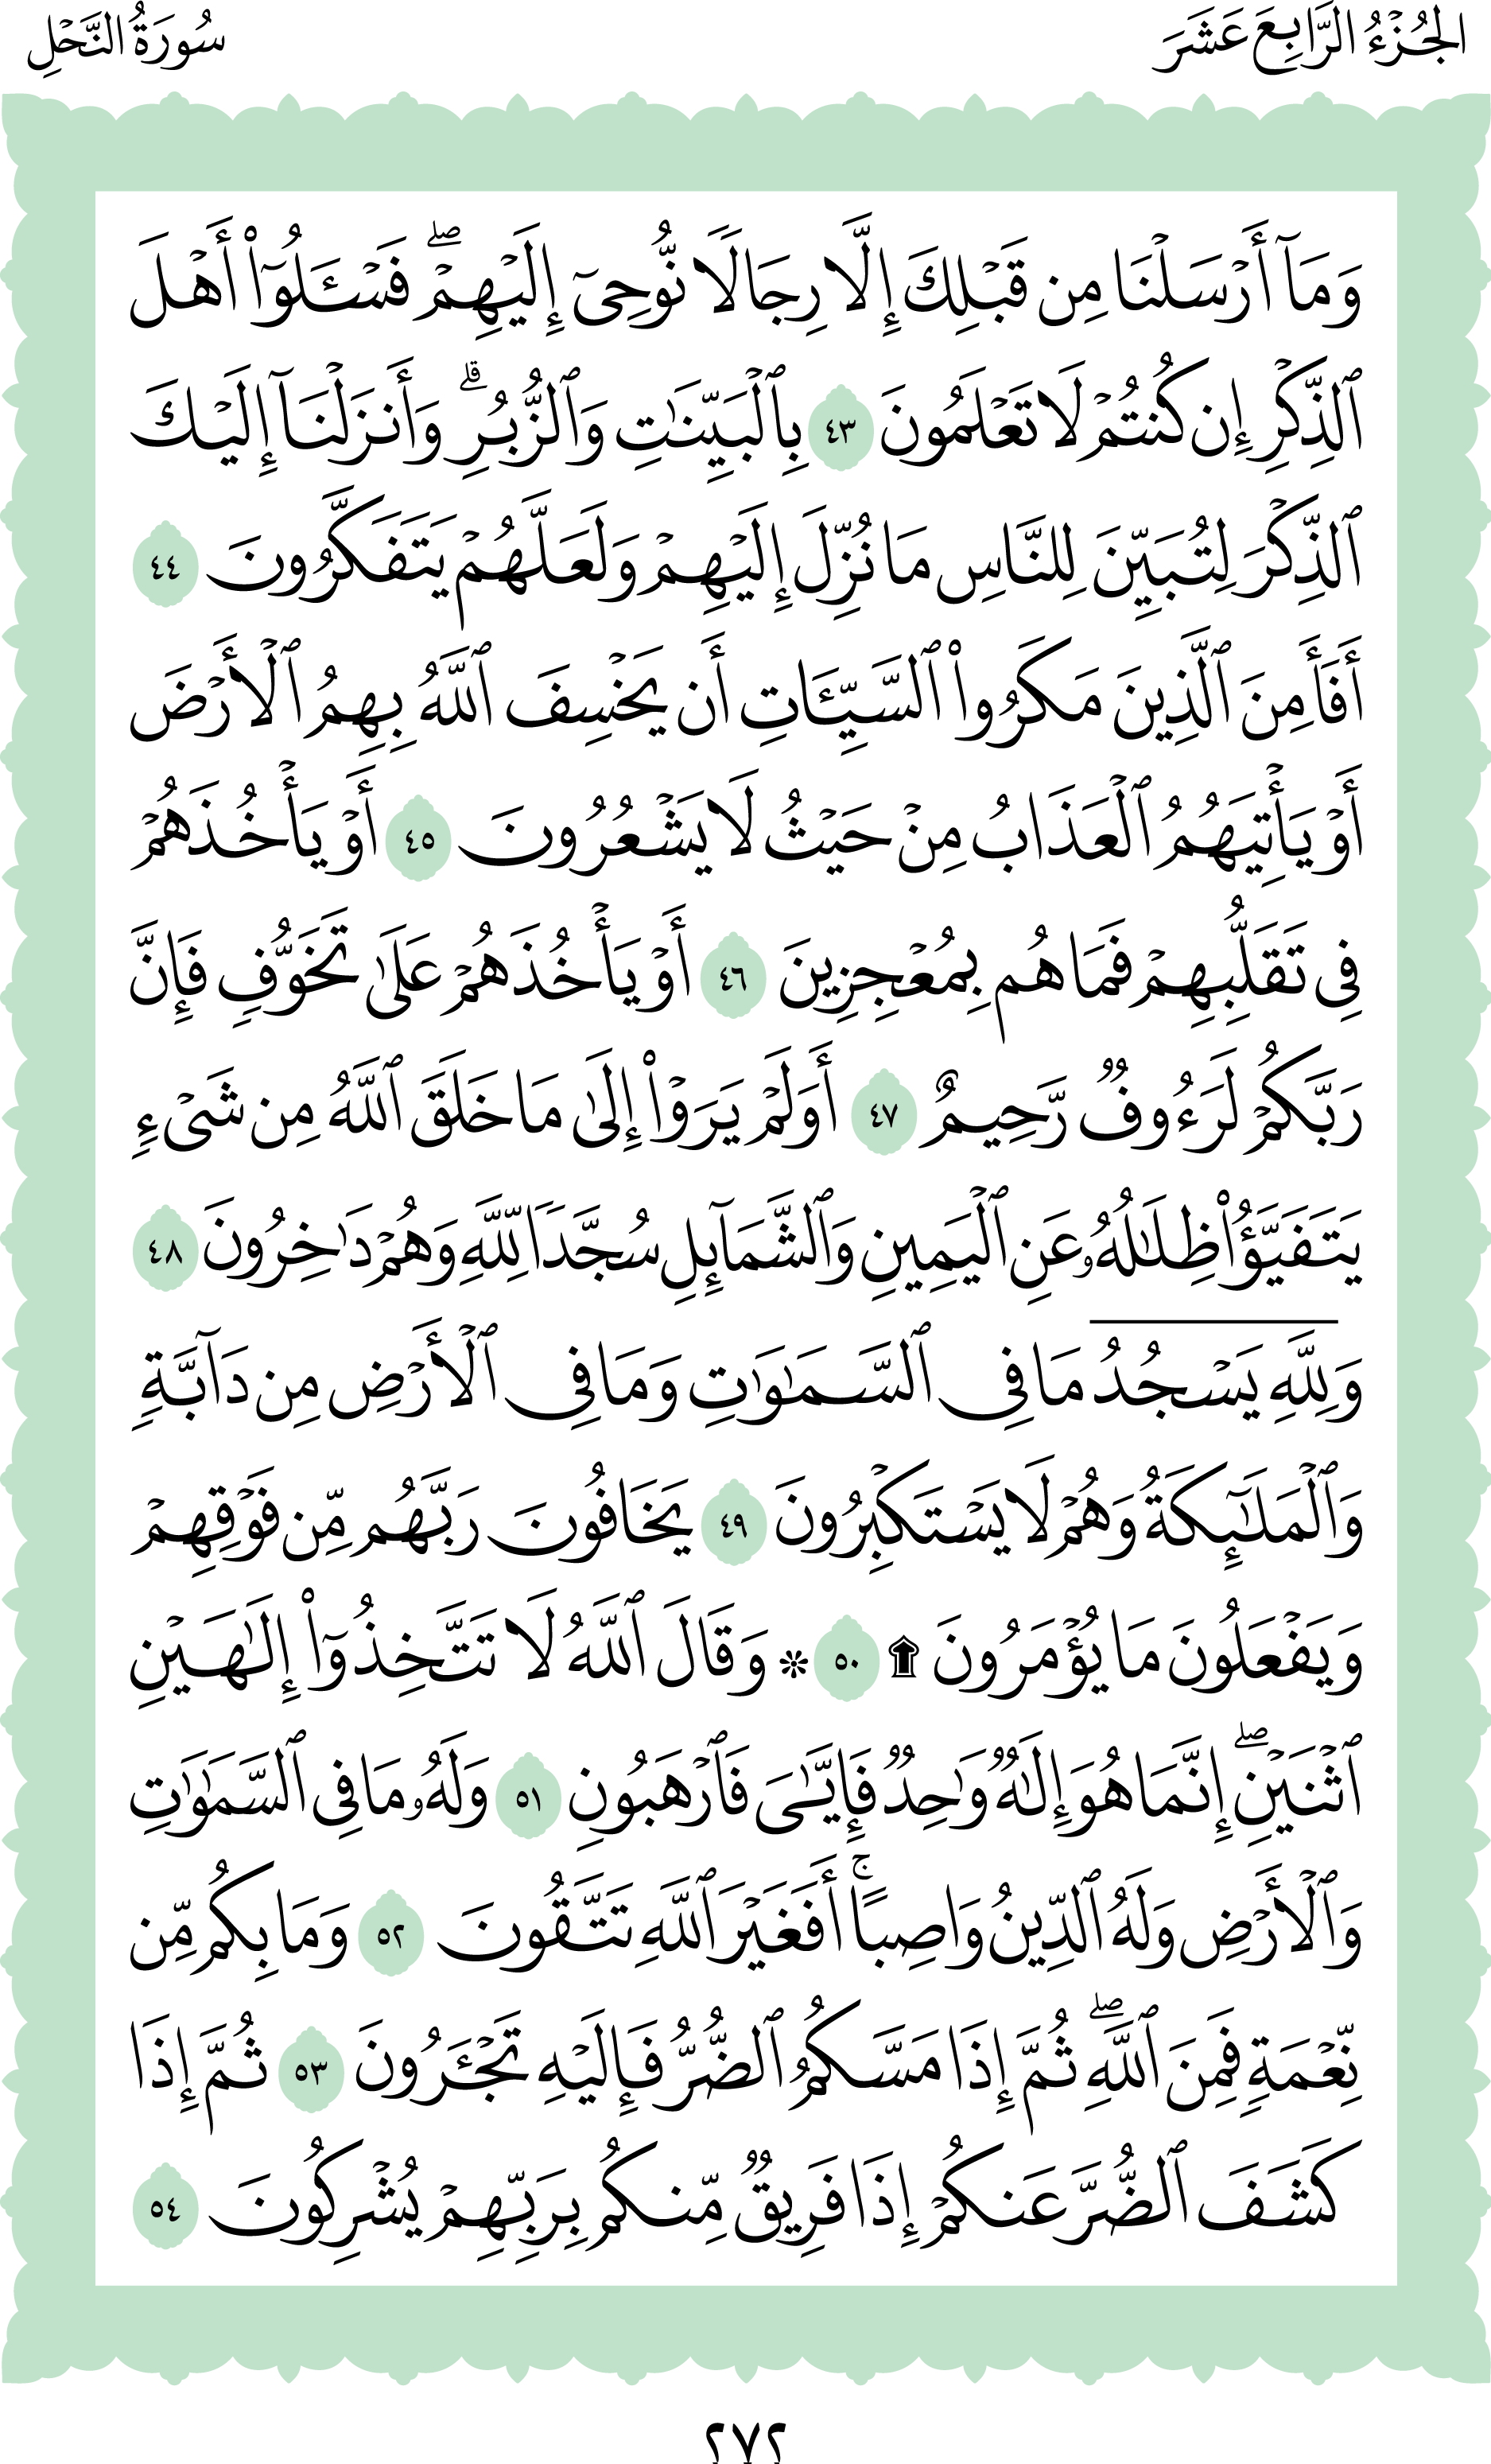 الجُزْءُ الرَّابِعَ عَشَرَ
سُورَةُ النَّحْلِ
وَمَآ أَرْسَلْنَا مِن قَبْلِكَ إِلَّا رِجَالًا نُّوحِىٓ إِلَيْهِمْ ۖ فَسْـَٔلُوٓا۟ أَهْلَ
ٱلذِّكْرِ إِن كُنتُمْ لَا تَعْلَمُونَ ٤٣ بِٱلْبَيِّنَـٰتِ وَٱلزُّبُرِ ۗ وَأَنزَلْنَآ إِلَيْكَ
ٱلذِّكْرَ لِتُبَيِّنَ لِلنَّاسِ مَا نُزِّلَ إِلَيْهِمْ وَلَعَلَّهُمْ يَتَفَكَّرُونَ ٤٤
أَفَأَمِنَ ٱلَّذِينَ مَكَرُوا۟ ٱلسَّيِّـَٔاتِ أَن يَخْسِفَ ٱللَّهُ بِهِمُ ٱلْأَرْضَ
أَوْ يَأْتِيَهُمُ ٱلْعَذَابُ مِنْ حَيْثُ لَا يَشْعُرُونَ ٤٥ أَوْ يَأْخُذَهُمْ
فِى تَقَلُّبِهِمْ فَمَا هُم بِمُعْجِزِينَ ٤٦ أَوْ يَأْخُذَهُمْ عَلَىٰ تَخَوُّفٍ فَإِنَّ
رَبَّكُمْ لَرَءُوفٌ رَّحِيمٌ ٤٧ أَوَلَمْ يَرَوْا۟ إِلَىٰ مَا خَلَقَ ٱللَّهُ مِن شَىْءٍ
يَتَفَيَّؤُا۟ ظِلَـٰلُهُۥ عَنِ ٱلْيَمِينِ وَٱلشَّمَآئِلِ سُجَّدًا لِّلَّهِ وَهُمْ دَٰخِرُونَ ٤٨
وَلِلَّهِ يَسْجُدُ مَا فِى ٱلسَّمَـٰوَٰتِ وَمَا فِى ٱلْأَرْضِ مِن دَآبَّةٍ
وَٱلْمَلَـٰٓئِكَةُ وَهُمْ لَا يَسْتَكْبِرُونَ ٤٩ يَخَافُونَ رَبَّهُم مِّن فَوْقِهِمْ
وَيَفْعَلُونَ مَا يُؤْمَرُونَ ۩ ٥٠ ۞ وَقَالَ ٱللَّهُ لَا تَتَّخِذُوٓا۟ إِلَـٰهَيْنِ
ٱثْنَيْنِ ۖ إِنَّمَا هُوَ إِلَـٰهٌ وَٰحِدٌ فَإِيَّـٰىَ فَٱرْهَبُونِ ٥١ وَلَهُۥ مَا فِى ٱلسَّمَـٰوَٰتِ
وَٱلْأَرْضِ وَلَهُ ٱلدِّينُ وَاصِبًا ۚ أَفَغَيْرَ ٱللَّهِ تَتَّقُونَ ٥٢ وَمَا بِكُم مِّن
نِّعْمَةٍ فَمِنَ ٱللَّهِ ۖ ثُمَّ إِذَا مَسَّكُمُ ٱلضُّرُّ فَإِلَيْهِ تَجْـَٔرُونَ ٥٣ ثُمَّ إِذَا
كَشَفَ ٱلضُّرَّ عَنكُمْ إِذَا فَرِيقٌ مِّنكُم بِرَبِّهِمْ يُشْرِكُونَ ٥٤
٢٧٢